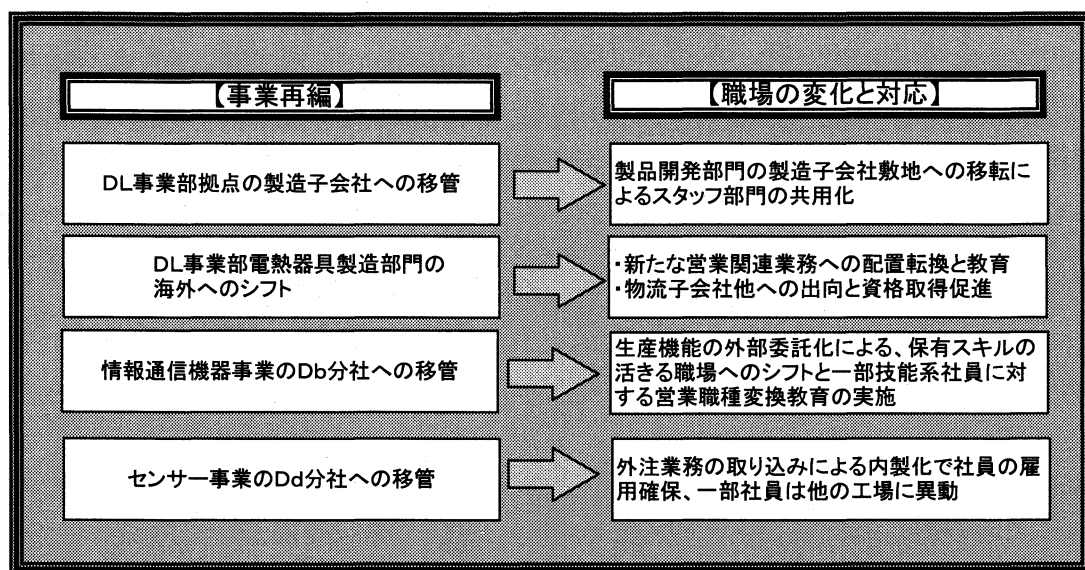 【事業再編】
【職場の変化と対応】
DL事業部拠点の製造子会社への移管
製品開発部門の製造子会社敷地への移転に
よるスタッフ部門の共用化
DL事業部電熱器具製造部門の
海外へのシフト
・新たな営業関連業務への配置転換と教育
・物流子会社他への出向と資格取得促進
情報通信機器事業のDb分社への移管
生産機能の外部委託化による、保有スキルの
活きる職場へのシフトと一部技能系社員に対
する営業職種変換教育の実施
センサー事業のDd分社への移管
外注業務の取り込みによる内製化で社員の雇
用確保、一部社員は他の工場に異動